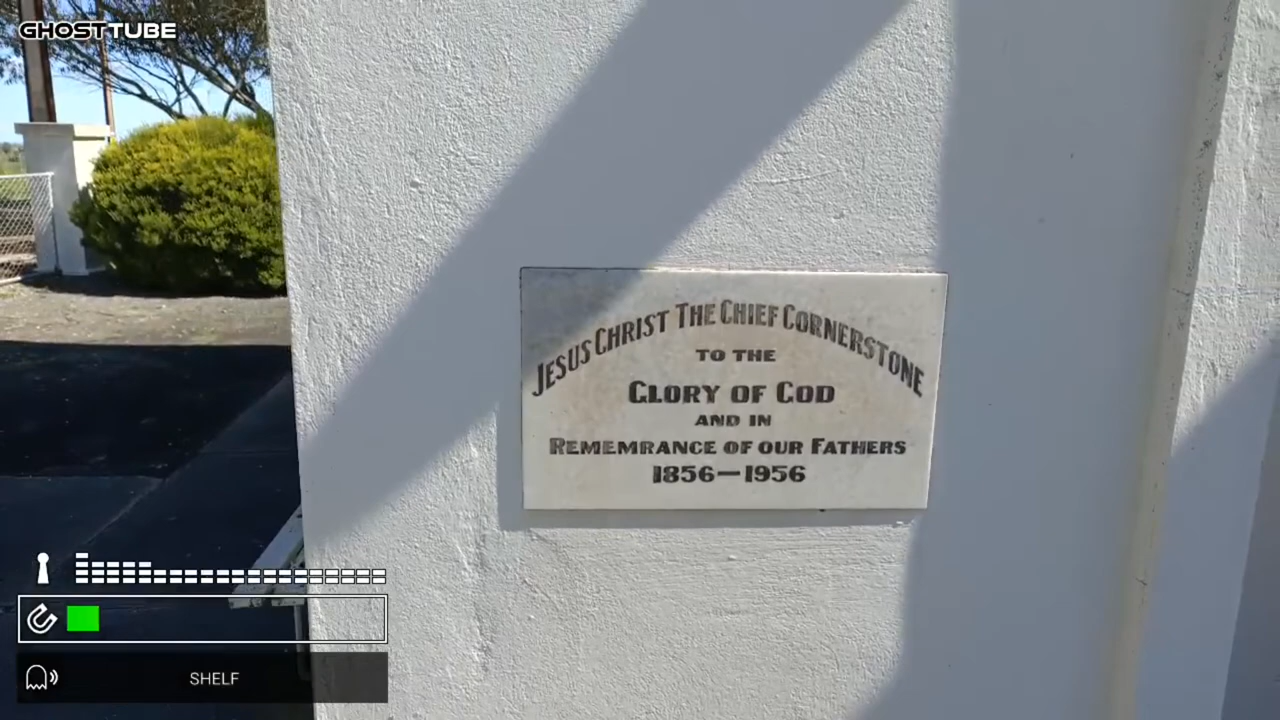 GHOSTTUBE
JESUS CHRIST THE CHIEF CORNERSTONE
TO THE
GLORY OF GOD
AND IN
REMEMRANCE OF OUR FATHERS
1856—1956
SHELF